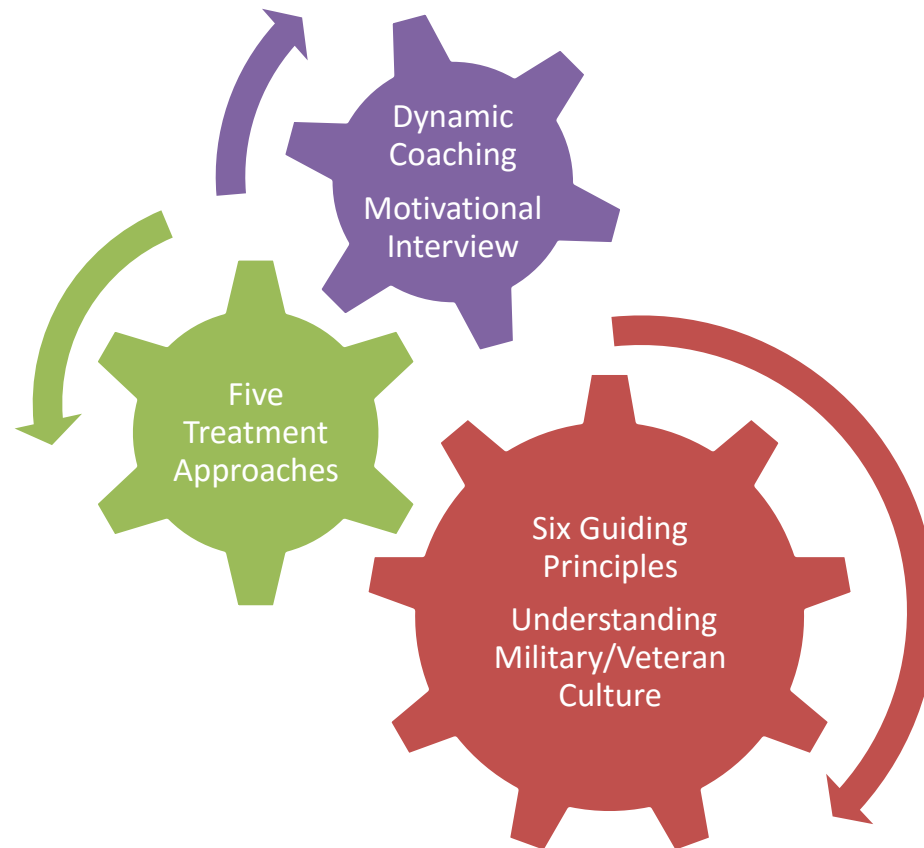 Dynamic
Coaching
Motivational
Interview
Five
Treatment
Approaches
Six Guiding
Principles
Understanding
Military/Veteran
Culture